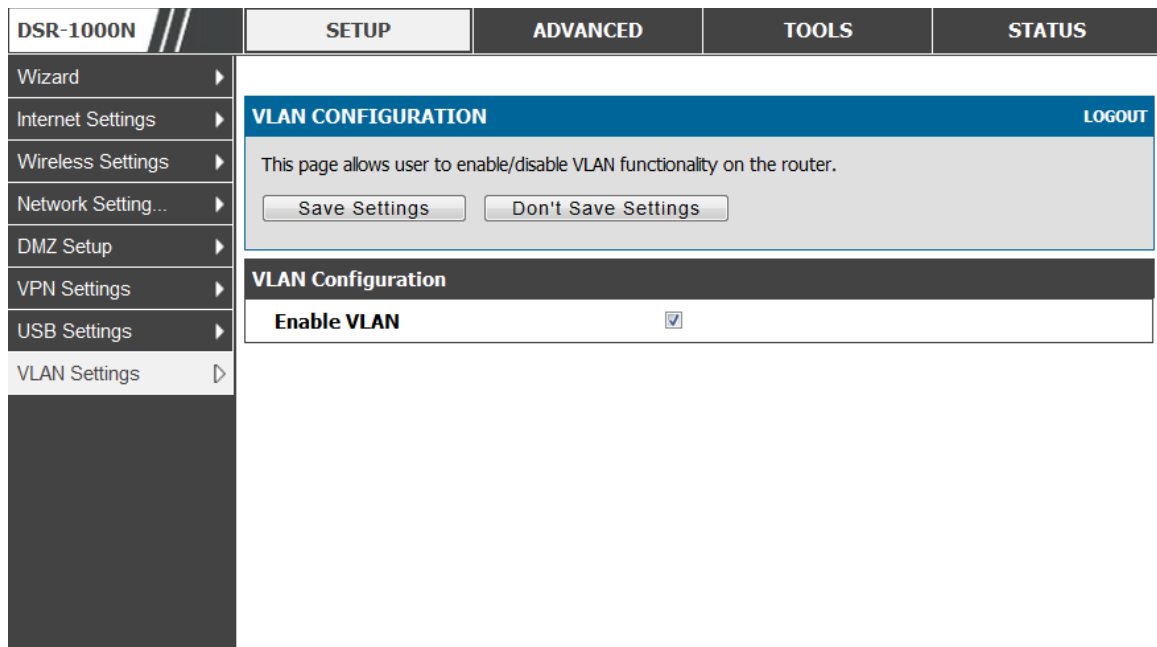 DSR-1000N
SETUP
ADVANCED
TOOLS
STATUS
Wizard
Internet Settings
Wireless Settings
Network Setting...
DMZ Setup
VPN Settings
USB Settings
VLAN Settings
VLAN CONFIGURATION
LOGOUT
This page allows user to enable/disable VLAN functionality on the router.
Save Settings
Don't Save Settings
VLAN Configuration
Enable VLAN